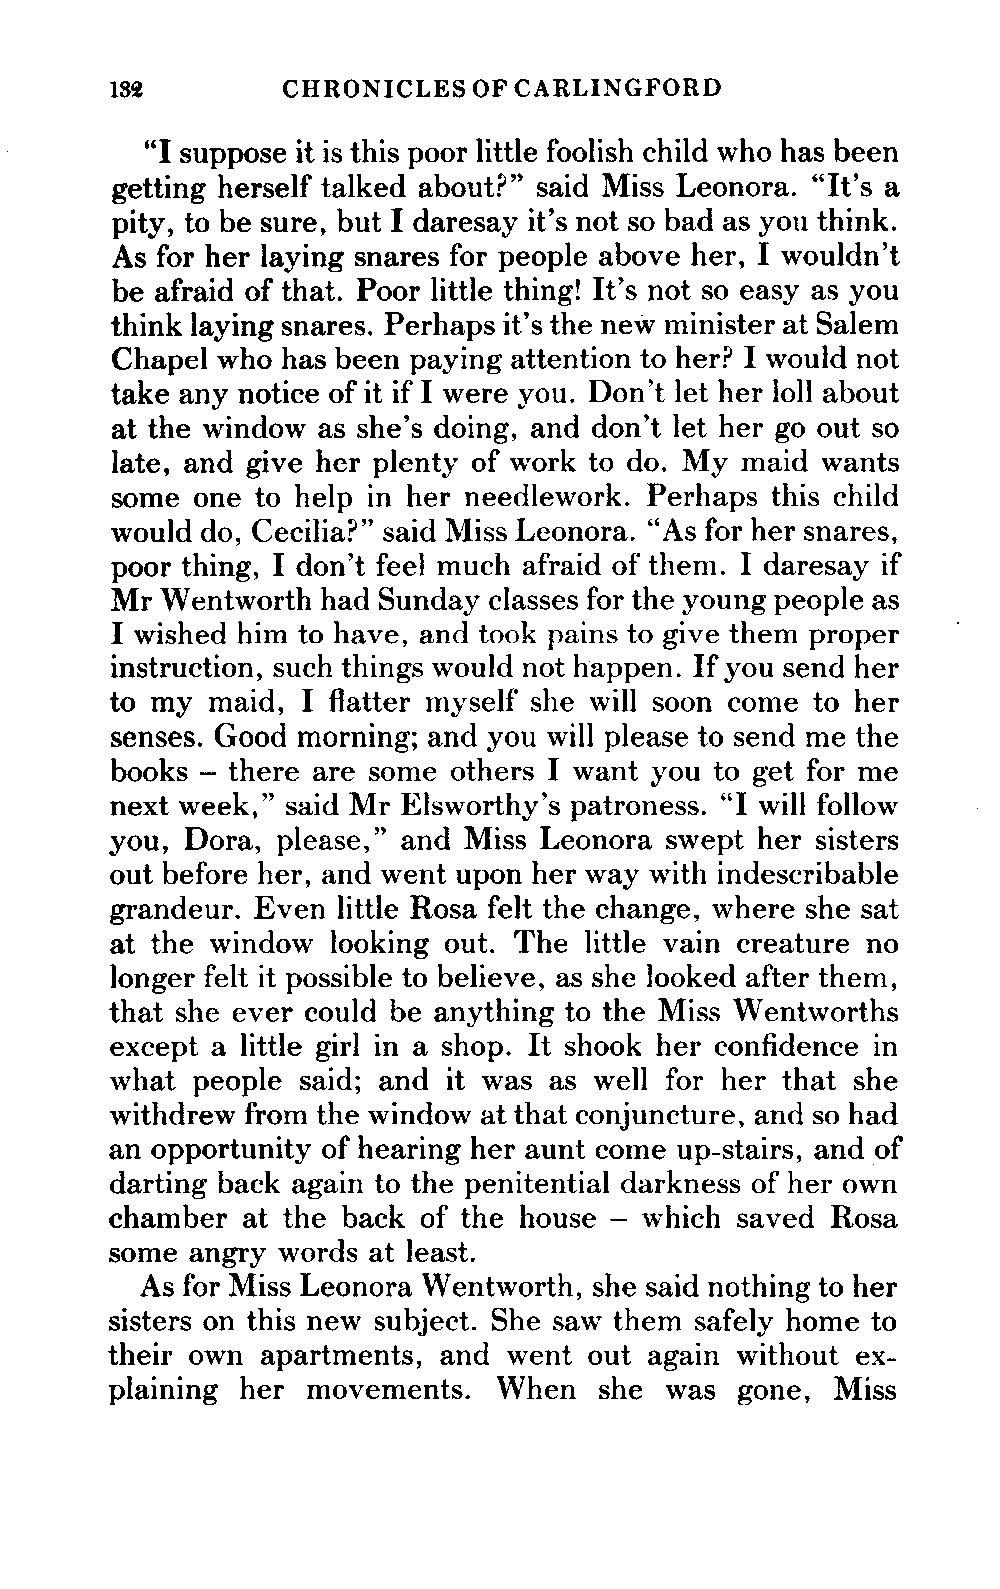 132 CHRONICLES OF CARLINGFORD
“I suppose it is this poor little foolish child who has been
getting herself talked about?” said Miss Leonora. “It’s a
pity, to be sure, but I daresay it’s not so bad as you think.
As for her laying snares for people above her, I wouldn’t
be afraid of that. Poor little thing! It’s not so easy as you
think laying snares. Perhaps it’s the new minister at Salem
Chapel who has been paying attention to her? I would not
take any notice of it if I were you. Don’t let her loll about
at the window as she’s doing, and don’t let her go out so
late, and give her plenty of work to do. My maid wants
some one to help in her needlework. Perhaps this child
would do, Cecilia?” said Miss Leonora. “As for her snares,
poor thing, I don’t feel much afraid of them. I daresay if
Mr Wentworth had Sunday classes for the young people as
I wished him to have, and took pains to give them proper
instruction, such things would not happen. If you send her
to my maid, I flatter myself she will soon come to her
senses. Good morning; and you will please to send me the
books – there are some others I want you to get for me
next week,” said Mr Elsworthy’s patroness. “I will follow
you, Dora, please,” and Miss Leonora swept her sisters
out before her, and went upon her way with indescribable
grandeur. Even little Rosa felt the change, where she sat
at the window looking out. The little vain creature no
longer felt it possible to believe, as she looked after them,
that she ever could be anything to the Miss Wentworths
except a little girl in a shop. It shook her confidence in
what people said; and it was as well for her that she
withdrew from the window at that conjuncture, and so had
an opportunity of hearing her aunt come up-stairs, and of
darting back again to the penitential darkness of her own
chamber at the back of the house – which saved Rosa
some angry words at least.
As for Miss Leonora Wentworth, she said nothing to her
sisters on this new subject. She saw them safely home to
their own apartments, and went out again without ex-
plaining her movements. When she was gone, Miss